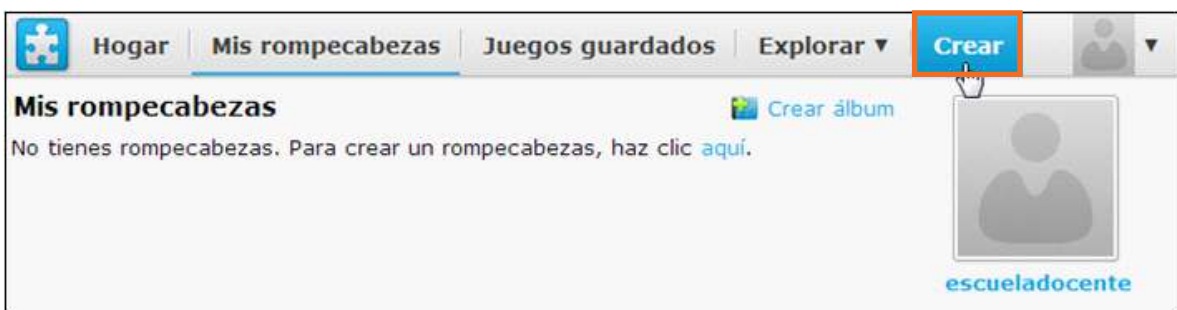 Hogar Mis rompecabezas Juegos guardados Explorar ▼ Crear ▼
Mis rompecabezas Crear álbum
No tienes rompecabezas. Para crear un rompecabezas, haz clic aquí.
escueladocente